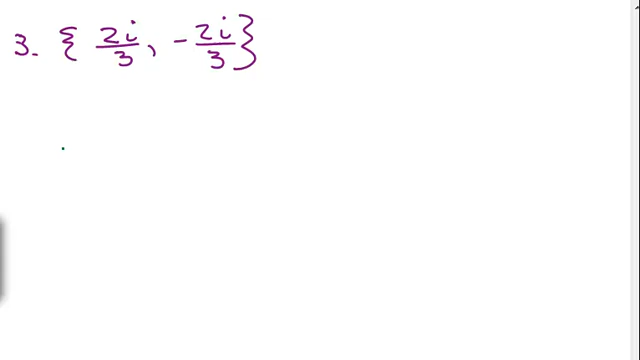 3. { 2i/3, - 2i/3 }